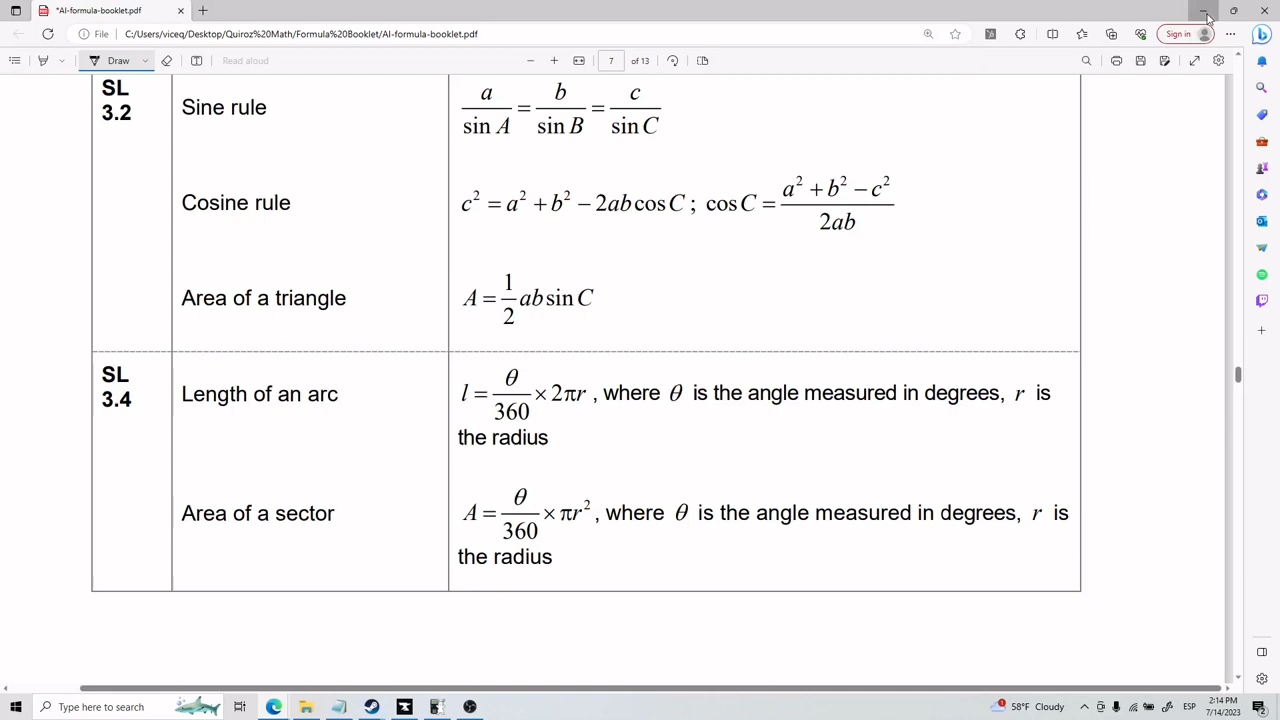 *AI-formula-booklet.pdf
File C:/Users/viceq/Desktop/Quiroz%20Math/Formula%20Booklet/AI-formula-booklet.pdf
Sign in
Draw
Read aloud
7 of 13
SL 3.2
Sine rule
a/sin A = b/sin B = c/sin C
Cosine rule
c² = a² + b² − 2ab cos C ; cos C = (a² + b² − c²)/2ab
Area of a triangle
A = 1/2 ab sin C
SL 3.4
Length of an arc
l = θ/360 × 2πr , where θ is the angle measured in degrees, r is
the radius
Area of a sector
A = θ/360 × πr² , where θ is the angle measured in degrees, r is
the radius
Type here to search
58°F Cloudy
ESP
2:14 PM
7/14/2023